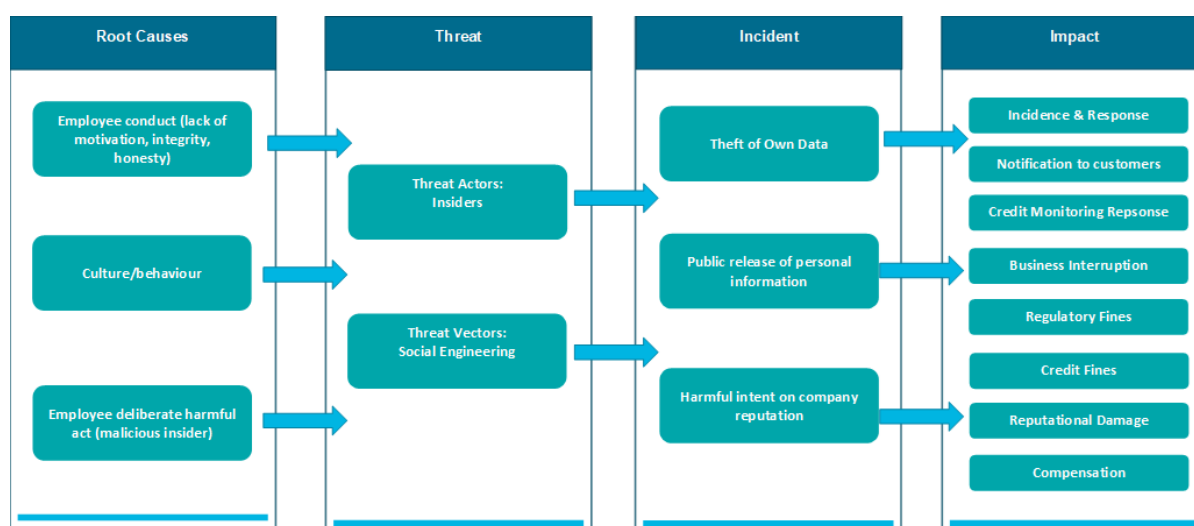 Root Causes
Threat
Incident
Impact
Employee conduct (lack of
motivation, integrity,
honesty)
Culture/behaviour
Employee deliberate harmful
act (malicious insider)
Threat Actors:
Insiders
Threat Vectors:
Social Engineering
Theft of Own Data
Public release of personal
information
Harmful intent on company
reputation
Incidence & Response
Notification to customers
Credit Monitoring Repsonse
Business Interruption
Regulatory Fines
Credit Fines
Reputational Damage
Compensation